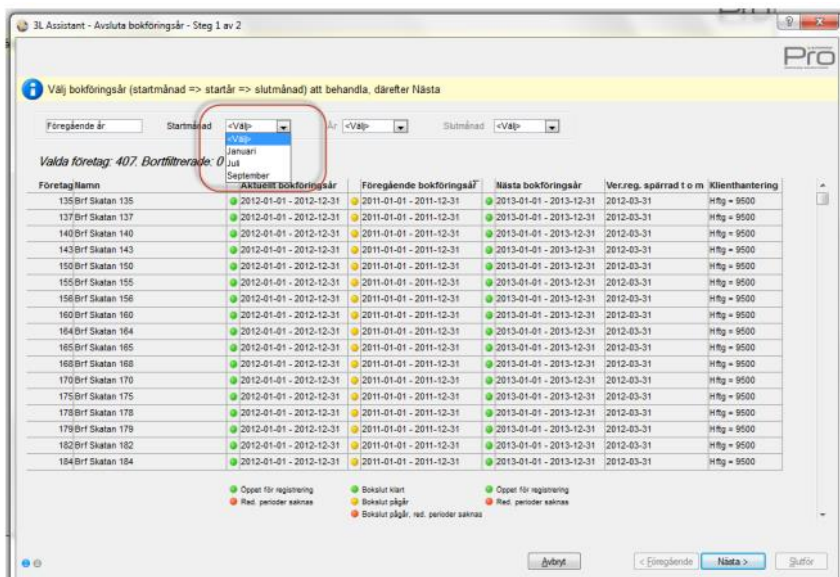 3L Assistant - Avsluta bokföringsår - Steg 1 av 2
Pro
Välj bokföringsår (startmånad => startår => slutmånad) att behandla, därefter Nästa
Föregående år Startmånad <Välj> År <Välj> Slutmånad <Välj>
<Välj>
Januari
Juli
September
Valda företag: 407. Bortfiltrerade: 0
Företag Namn Aktuellt bokföringsår Föregående bokföringsår Nästa bokföringsår Ver.reg. spärrad t o m Klienthantering
135 Brf Skatan 135 2012-01-01 - 2012-12-31 2011-01-01 - 2011-12-31 2013-01-01 - 2013-12-31 2012-03-31 Hftg = 9500
137 Brf Skatan 137 2012-01-01 - 2012-12-31 2011-01-01 - 2011-12-31 2013-01-01 - 2013-12-31 2012-03-31 Hftg = 9500
140 Brf Skatan 140 2012-01-01 - 2012-12-31 2011-01-01 - 2011-12-31 2013-01-01 - 2013-12-31 2012-03-31 Hftg = 9500
143 Brf Skatan 143 2012-01-01 - 2012-12-31 2011-01-01 - 2011-12-31 2013-01-01 - 2013-12-31 2012-03-31 Hftg = 9500
150 Brf Skatan 150 2012-01-01 - 2012-12-31 2011-01-01 - 2011-12-31 2013-01-01 - 2013-12-31 2012-03-31 Hftg = 9500
155 Brf Skatan 155 2012-01-01 - 2012-12-31 2011-01-01 - 2011-12-31 2013-01-01 - 2013-12-31 2012-03-31 Hftg = 9500
156 Brf Skatan 156 2012-01-01 - 2012-12-31 2011-01-01 - 2011-12-31 2013-01-01 - 2013-12-31 2012-03-31 Hftg = 9500
160 Brf Skatan 160 2012-01-01 - 2012-12-31 2011-01-01 - 2011-12-31 2013-01-01 - 2013-12-31 2012-03-31 Hftg = 9500
164 Brf Skatan 164 2012-01-01 - 2012-12-31 2011-01-01 - 2011-12-31 2013-01-01 - 2013-12-31 2012-03-31 Hftg = 9500
165 Brf Skatan 165 2012-01-01 - 2012-12-31 2011-01-01 - 2011-12-31 2013-01-01 - 2013-12-31 2012-03-31 Hftg = 9500
168 Brf Skatan 168 2012-01-01 - 2012-12-31 2011-01-01 - 2011-12-31 2013-01-01 - 2013-12-31 2012-03-31 Hftg = 9500
170 Brf Skatan 170 2012-01-01 - 2012-12-31 2011-01-01 - 2011-12-31 2013-01-01 - 2013-12-31 2012-03-31 Hftg = 9500
175 Brf Skatan 175 2012-01-01 - 2012-12-31 2011-01-01 - 2011-12-31 2013-01-01 - 2013-12-31 2012-03-31 Hftg = 9500
178 Brf Skatan 178 2012-01-01 - 2012-12-31 2011-01-01 - 2011-12-31 2013-01-01 - 2013-12-31 2012-03-31 Hftg = 9500
179 Brf Skatan 179 2012-01-01 - 2012-12-31 2011-01-01 - 2011-12-31 2013-01-01 - 2013-12-31 2012-03-31 Hftg = 9500
182 Brf Skatan 182 2012-01-01 - 2012-12-31 2011-01-01 - 2011-12-31 2013-01-01 - 2013-12-31 2012-03-31 Hftg = 9500
184 Brf Skatan 184 2012-01-01 - 2012-12-31 2011-01-01 - 2011-12-31 2013-01-01 - 2013-12-31 2012-03-31 Hftg = 9500
Öppet för registrering Bokslut klart Öppet för registrering
Red. perioder saknas Bokslut pågår Red. perioder saknas
Bokslut pågår, red. perioder saknas
Avbryt < Föregående Nästa > Slutför